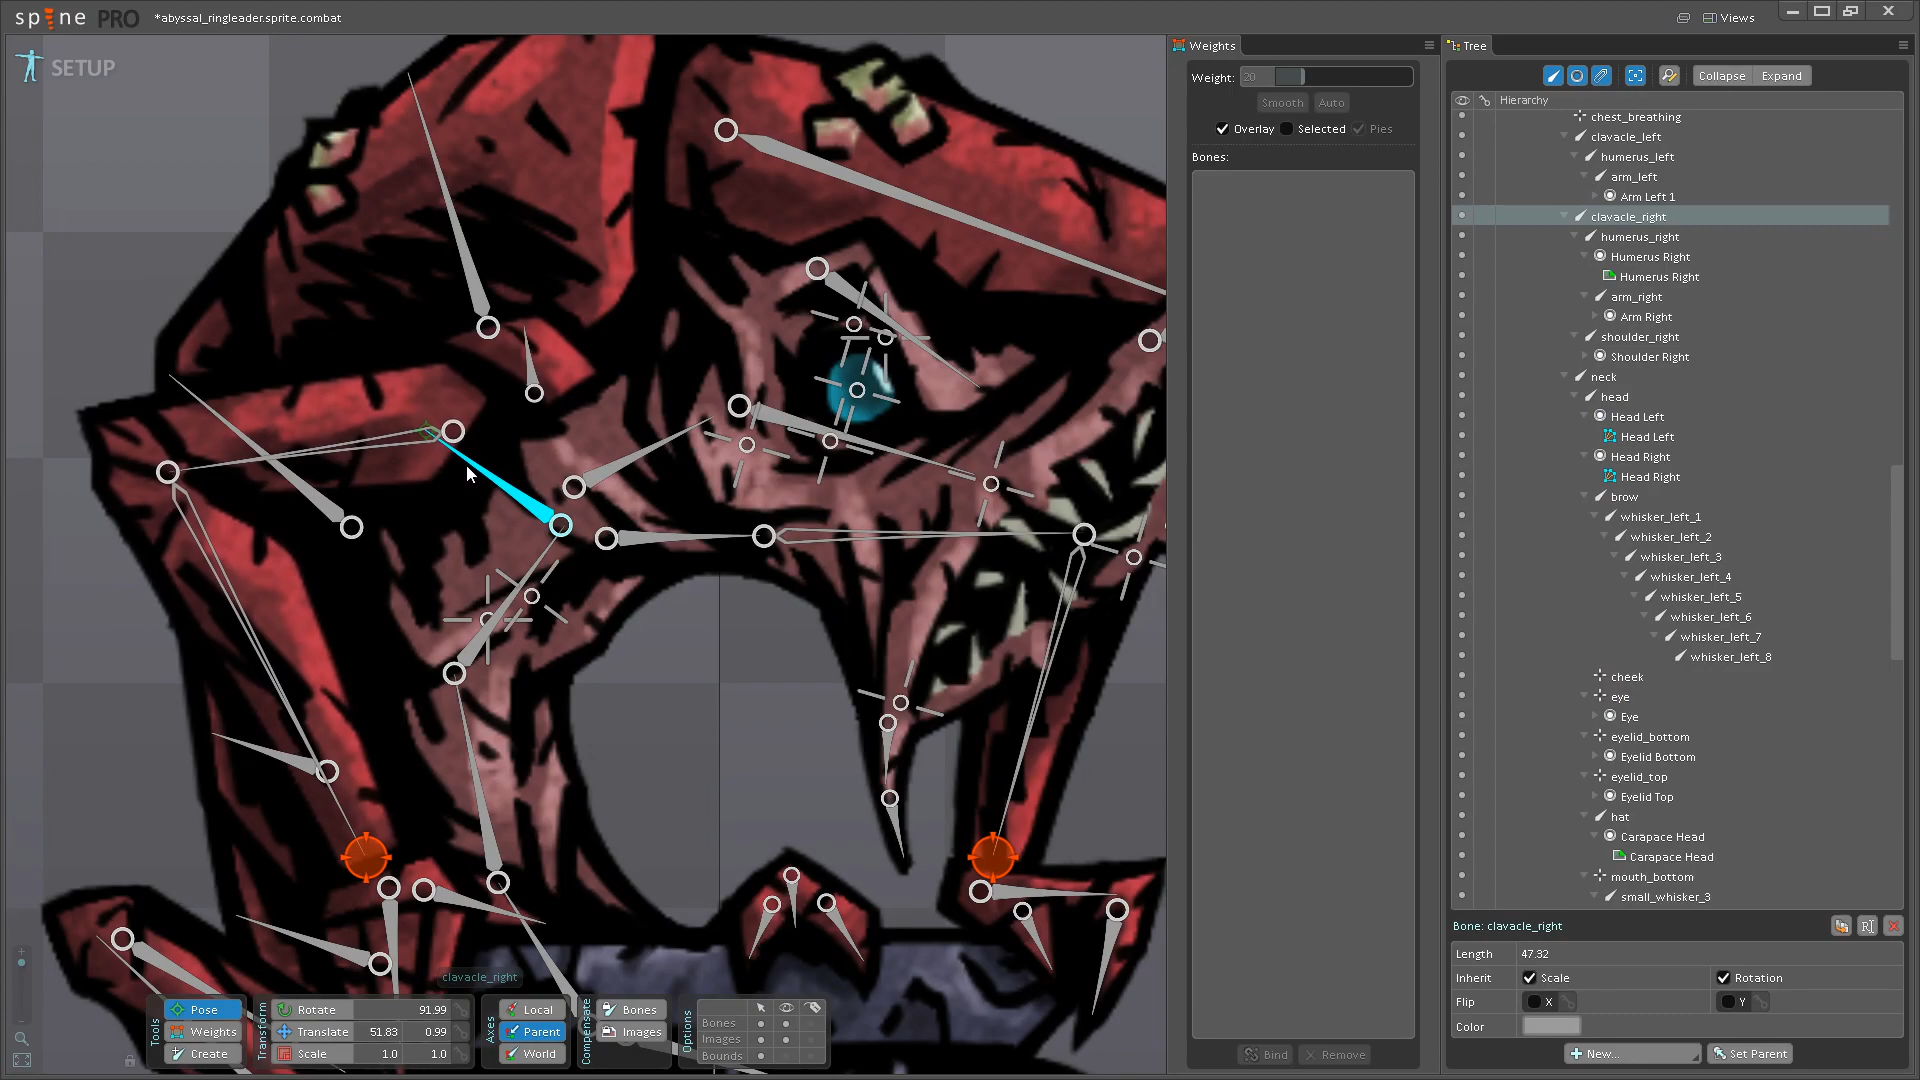 spine PRO
*abyssal_ringleader.sprite.combat
Views
SETUP
Weights
Weight: 20
Smooth
Auto
Overlay
Selected
Pies
Bones:
Bind
Remove
Tree
Collapse
Expand
Hierarchy
chest_breathing
clavacle_left
humerus_left
arm_left
Arm Left 1
clavacle_right
humerus_right
Humerus Right
Humerus Right
arm_right
Arm Right
shoulder_right
Shoulder Right
neck
head
Head Left
Head Left
Head Right
Head Right
brow
whisker_left_1
whisker_left_2
whisker_left_3
whisker_left_4
whisker_left_5
whisker_left_6
whisker_left_7
whisker_left_8
cheek
eye
Eye
eyelid_bottom
Eyelid Bottom
eyelid_top
Eyelid Top
hat
Carapace Head
Carapace Head
mouth_bottom
small_whisker_3
Bone: clavacle_right
Length 47.32
Inherit Scale Rotation
Flip X Y
Color
New...
Set Parent
clavacle_right
Tools
Pose
Weights
Create
Transform
Rotate 91.99
Translate 51.83 0.99
Scale 1.0 1.0
Axes
Local
Parent
World
Compensate
Bones
Images
Options
Bones
Images
Bounds